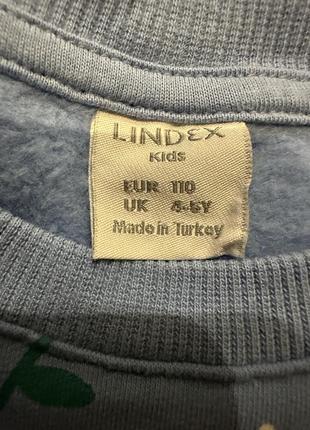 LINDEX
Kids
EUR 110
UK 4-5Y
Made in Turkey